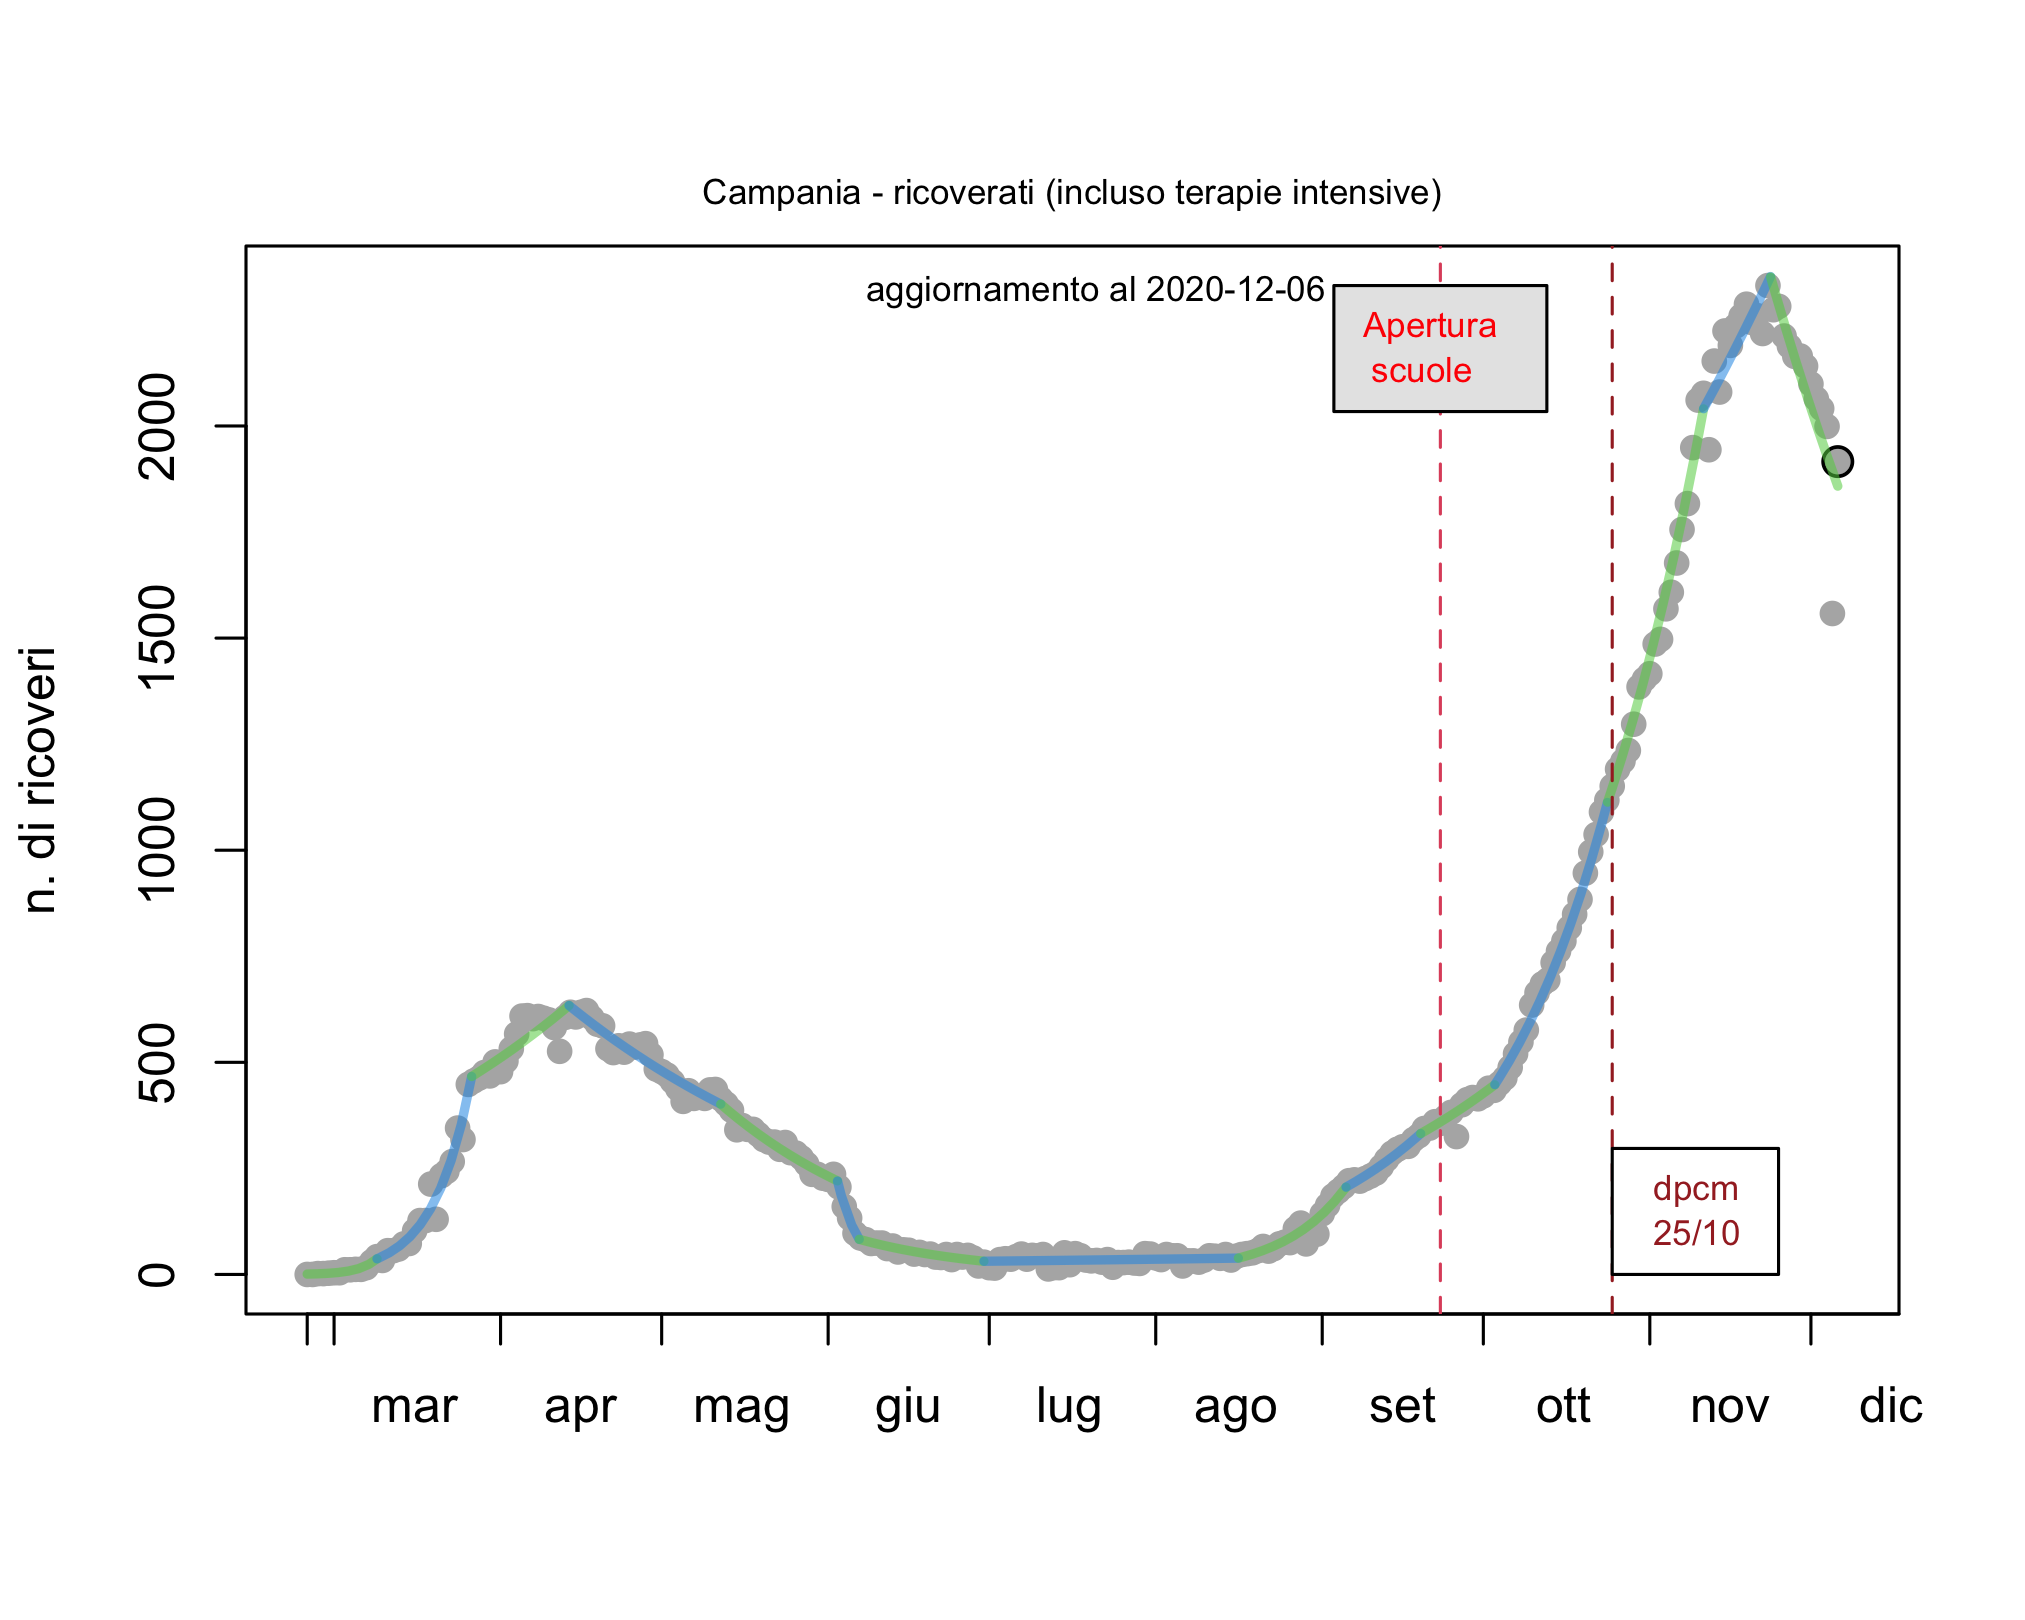 Campania - ricoverati (incluso terapie intensive)
aggiornamento al 2020-12-06
Apertura
scuole
n. di ricoveri
2000
1500
1000
500
0
dpcm
25/10
mar apr mag giu lug ago set ott nov dic